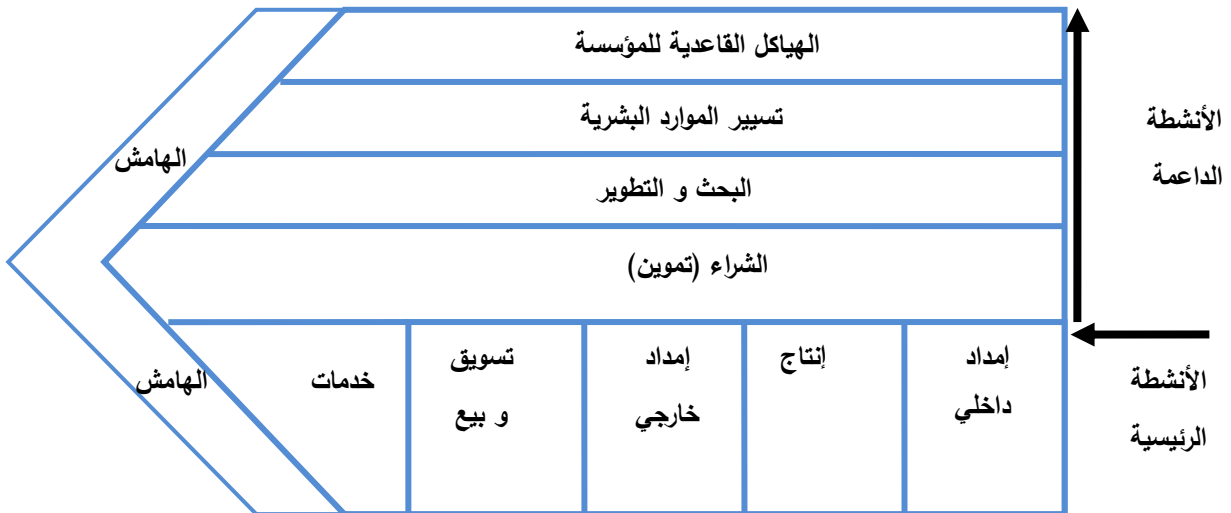 الهياكل القاعدية للمؤسسة
تسيير الموارد البشرية
البحث و التطوير
الشراء (تموين)
الأنشطة
الداعمة
الهامش
الأنشطة
الرئيسية
إمداد
داخلي
إنتاج
إمداد
خارجي
تسويق
و بيع
خدمات
الهامش